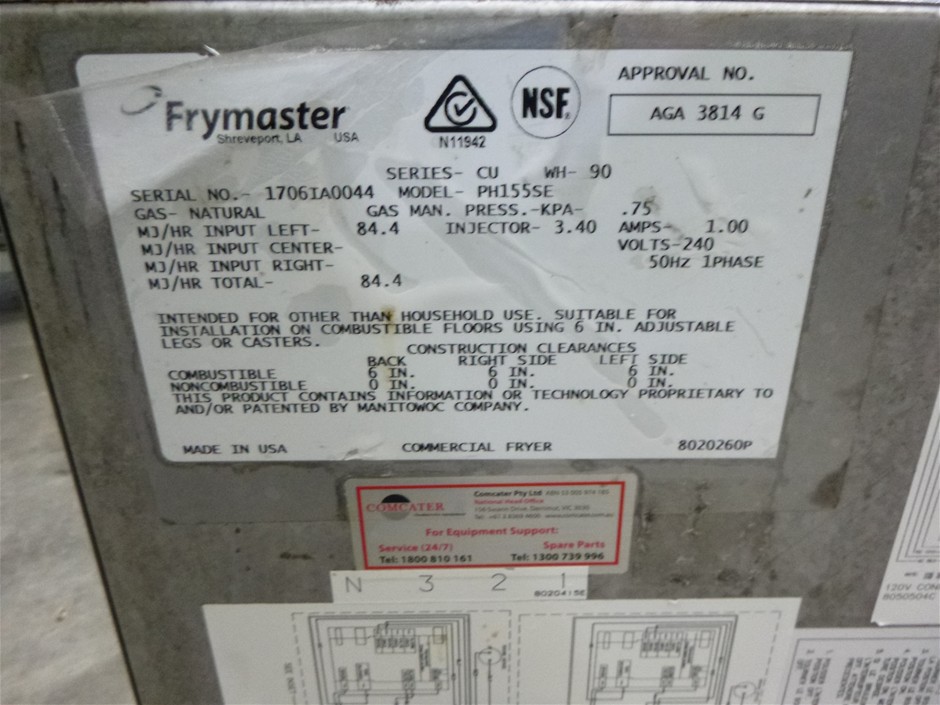 Frymaster
Shreveport, LA USA
N11942
NSF®
APPROVAL NO.
AGA 3814 G
SERIES- CU WH- 90
SERIAL NO.- 1706IA0044 MODEL- PH155SE
GAS- NATURAL GAS MAN. PRESS.-KPA- .75
MJ/HR INPUT LEFT- 84.4 INJECTOR- 3.40 AMPS- 1.00
MJ/HR INPUT CENTER- VOLTS-240
MJ/HR INPUT RIGHT- 50Hz 1PHASE
MJ/HR TOTAL- 84.4
INTENDED FOR OTHER THAN HOUSEHOLD USE. SUITABLE FOR
INSTALLATION ON COMBUSTIBLE FLOORS USING 6 IN. ADJUSTABLE
LEGS OR CASTERS.
CONSTRUCTION CLEARANCES
BACK RIGHT SIDE LEFT SIDE
COMBUSTIBLE 6 IN. 6 IN. 6 IN.
NONCOMBUSTIBLE 0 IN. 0 IN. 0 IN.
THIS PRODUCT CONTAINS INFORMATION OR TECHNOLOGY PROPRIETARY TO
AND/OR PATENTED BY MANITOWOC COMPANY.
MADE IN USA COMMERCIAL FRYER 8020260P
COMCATER
Comcater Pty Ltd
National Head Office
For Equipment Support:
Service (24/7) Spare Parts
Tel: 1800 810 161 Tel: 1300 739 996
N 3 2 1
8020415E
120V CON
8050504C